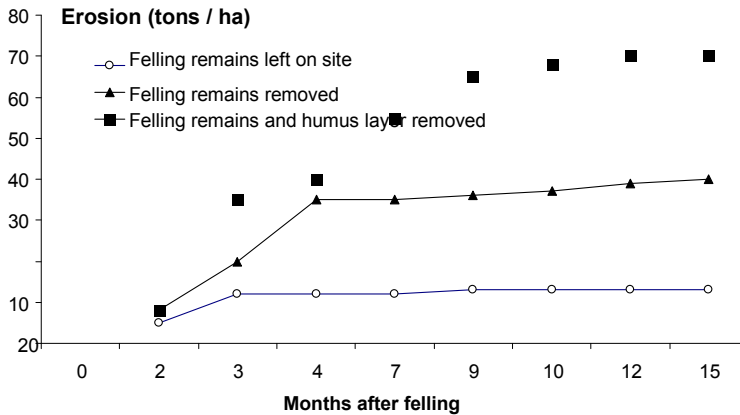 Erosion (tons / ha)
80
70
60
50
40
30
10
20
Felling remains left on site
Felling remains removed
Felling remains and humus layer removed
0 2 3 4 7 9 10 12 15
Months after felling